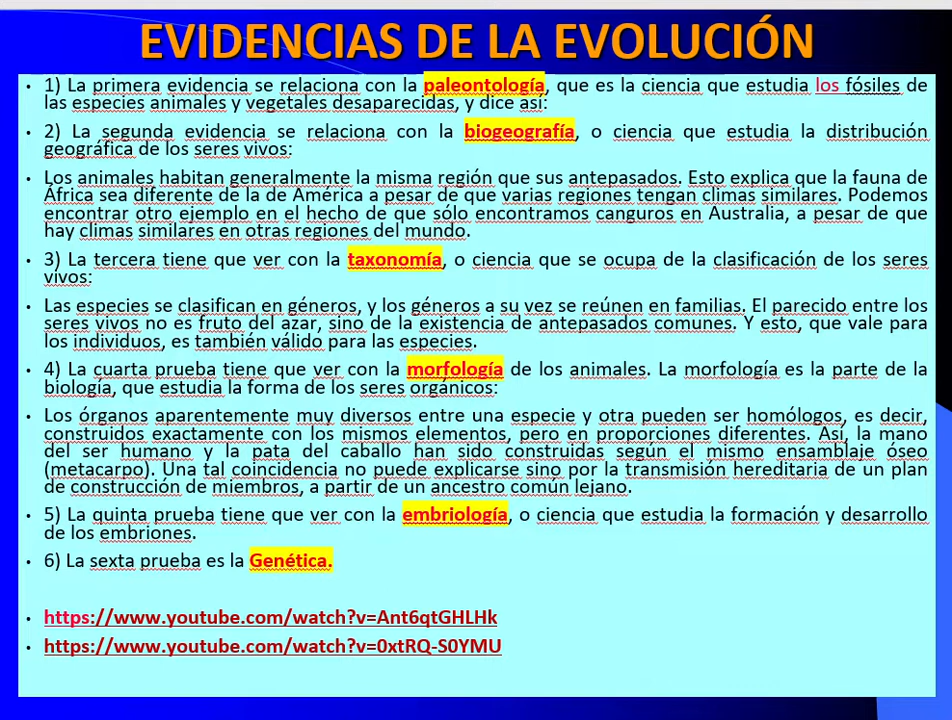 EVIDENCIAS DE LA EVOLUCIÓN
• 1) La primera evidencia se relaciona con la paleontología, que es la ciencia que estudia los fósiles de
las especies animales y vegetales desaparecidas, y dice así:
• 2) La segunda evidencia se relaciona con la biogeografía, o ciencia que estudia la distribución
geográfica de los seres vivos:
• Los animales habitan generalmente la misma región que sus antepasados. Esto explica que la fauna de
África sea diferente de la de América a pesar de que varias regiones tengan climas similares. Podemos
encontrar otro ejemplo en el hecho de que sólo encontramos canguros en Australia, a pesar de que
hay climas similares en otras regiones del mundo.
• 3) La tercera tiene que ver con la taxonomía, o ciencia que se ocupa de la clasificación de los seres
vivos:
• Las especies se clasifican en géneros, y los géneros a su vez se reúnen en familias. El parecido entre los
seres vivos no es fruto del azar, sino de la existencia de antepasados comunes. Y esto, que vale para
los individuos, es también válido para las especies.
• 4) La cuarta prueba tiene que ver con la morfología de los animales. La morfología es la parte de la
biología, que estudia la forma de los seres orgánicos:
• Los órganos aparentemente muy diversos entre una especie y otra pueden ser homólogos, es decir,
construidos exactamente con los mismos elementos, pero en proporciones diferentes. Así, la mano
del ser humano y la pata del caballo han sido construidas según el mismo ensamblaje óseo
(metacarpo). Una tal coincidencia no puede explicarse sino por la transmisión hereditaria de un plan
de construcción de miembros, a partir de un ancestro común lejano.
• 5) La quinta prueba tiene que ver con la embriología, o ciencia que estudia la formación y desarrollo
de los embriones.
• 6) La sexta prueba es la Genética.
• https://www.youtube.com/watch?v=Ant6qtGHLHk
• https://www.youtube.com/watch?v=0xtRQ-S0YMU